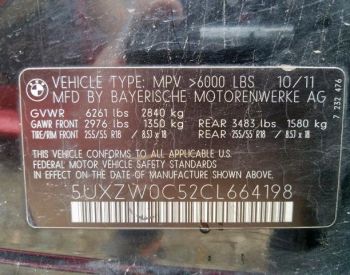 VEHICLE TYPE: MPV >6000 LBS 10/11
MFD BY BAYERISCHE MOTORENWERKE AG
GVWR 6261 lbs 2840 kg
GAWR FRONT 2976 lbs 1350 kg REAR 3483 lbs 1580 kg
TIRE/RIM FRONT 255/55 R18 / 8.5J x 18 REAR 255/55 R18 / 8.5J x 18
THIS VEHICLE CONFORMS TO ALL APPLICABLE U.S.
FEDERAL MOTOR VEHICLE SAFETY STANDARDS IN EFFECT
ON THE DATE OF MANUFACTURE SHOWN ABOVE.
5UXZW0C52CL664198
7 232 476